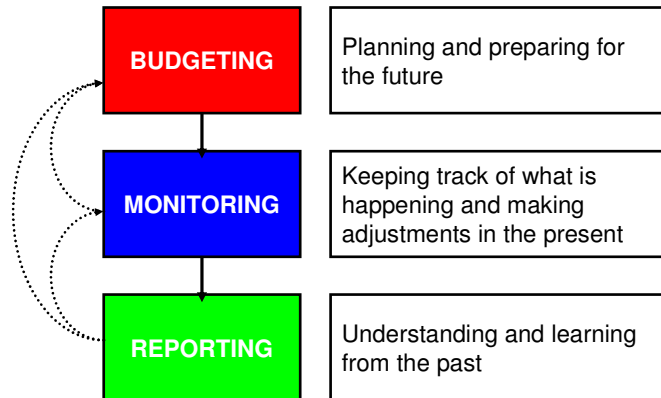 BUDGETING
Planning and preparing for
the future
MONITORING
Keeping track of what is
happening and making
adjustments in the present
REPORTING
Understanding and learning
from the past